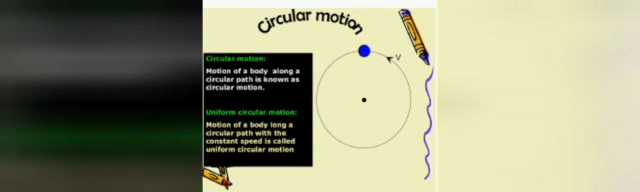 Circular motion
Circular motion:
Motion of a body along a
circular path is known as
circular motion.
Uniform circular motion:
Motion of a body long a
circular path with the
constant speed is called
uniform circular motion
V